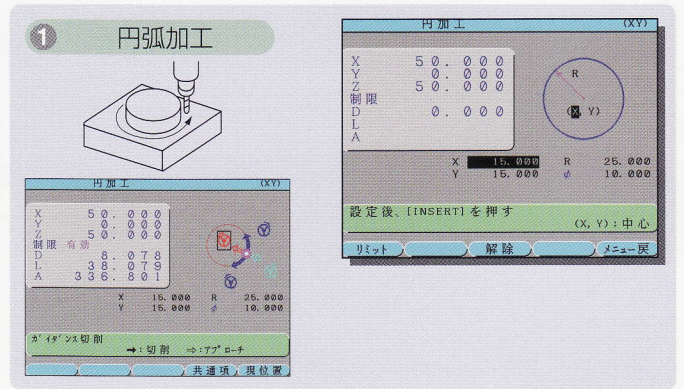 1 円弧加工
円加工 (XY)
X 50.000
Y 0.000
Z 50.000
制限
D 0.000
L
A
R
(X, Y)
X 15.000 R 25.000
Y 15.000 φ 10.000
設定後、[INSERT]を押す
(X, Y):中心
リミット 解除 メニュー戻
円加工 (XY)
X 50.000
Y 0.000
Z 50.000
制限 有効
D 8.078
L 38.079
A 336.801
X 15.000 R 25.000
Y 15.000 φ 10.000
ガイダンス切削
➡:切削 ⇨:アプローチ
共通項 現位置